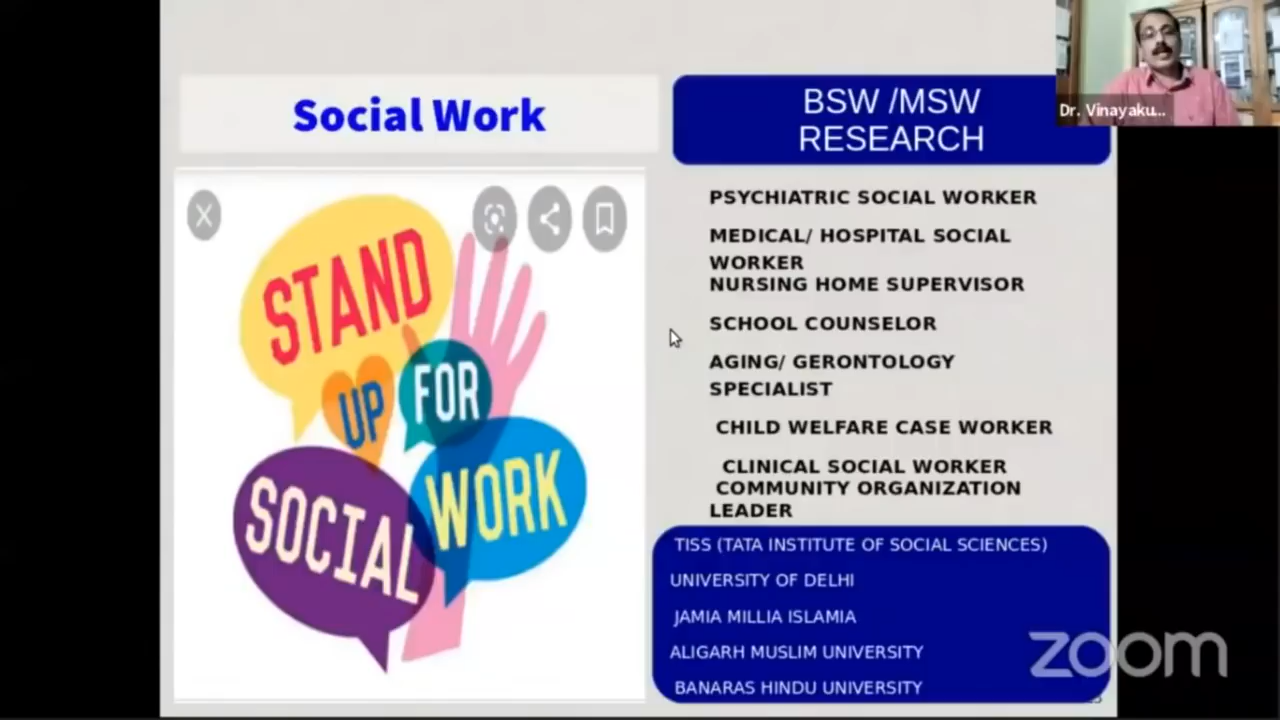 Social Work
BSW /MSW
RESEARCH
Dr. Vinayaku...
STAND
UP FOR
SOCIAL WORK
PSYCHIATRIC SOCIAL WORKER
MEDICAL/ HOSPITAL SOCIAL
WORKER
NURSING HOME SUPERVISOR
SCHOOL COUNSELOR
AGING/ GERONTOLOGY
SPECIALIST
CHILD WELFARE CASE WORKER
CLINICAL SOCIAL WORKER
COMMUNITY ORGANIZATION
LEADER
TISS (TATA INSTITUTE OF SOCIAL SCIENCES)
UNIVERSITY OF DELHI
JAMIA MILLIA ISLAMIA
ALIGARH MUSLIM UNIVERSITY
BANARAS HINDU UNIVERSITY
zoom